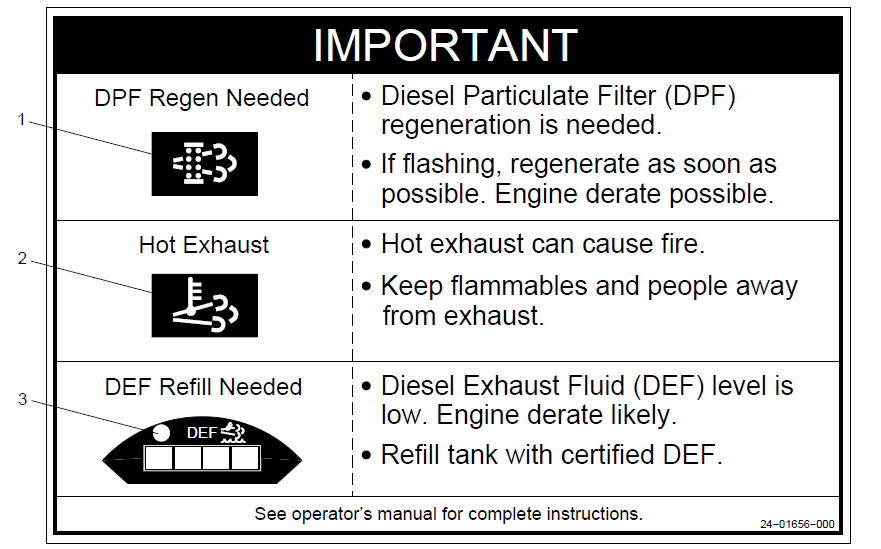 IMPORTANT
1
DPF Regen Needed
• Diesel Particulate Filter (DPF)
regeneration is needed.
• If flashing, regenerate as soon as
possible. Engine derate possible.
2
Hot Exhaust
• Hot exhaust can cause fire.
• Keep flammables and people away
from exhaust.
3
DEF Refill Needed
DEF
• Diesel Exhaust Fluid (DEF) level is
low. Engine derate likely.
• Refill tank with certified DEF.
See operator's manual for complete instructions.
24-01656-000